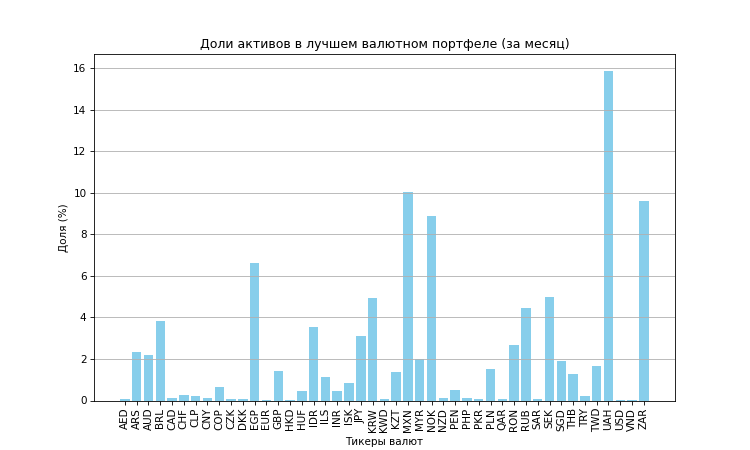 Доли активов в лучшем валютном портфеле (за месяц)
Доля (%)
16
14
12
10
8
6
4
2
0
AED ARS AUD BRL CAD CHF CLP CNY COP CZK DKK EGP EUR GBP HKD HUF IDR ILS INR ISK JPY KRW KWD KZT MXN MYR NOK NZD PEN PHP PKR PLN QAR RON RUB SAR SEK SGD THB TRY TWD UAH USD VND ZAR
Тикеры валют